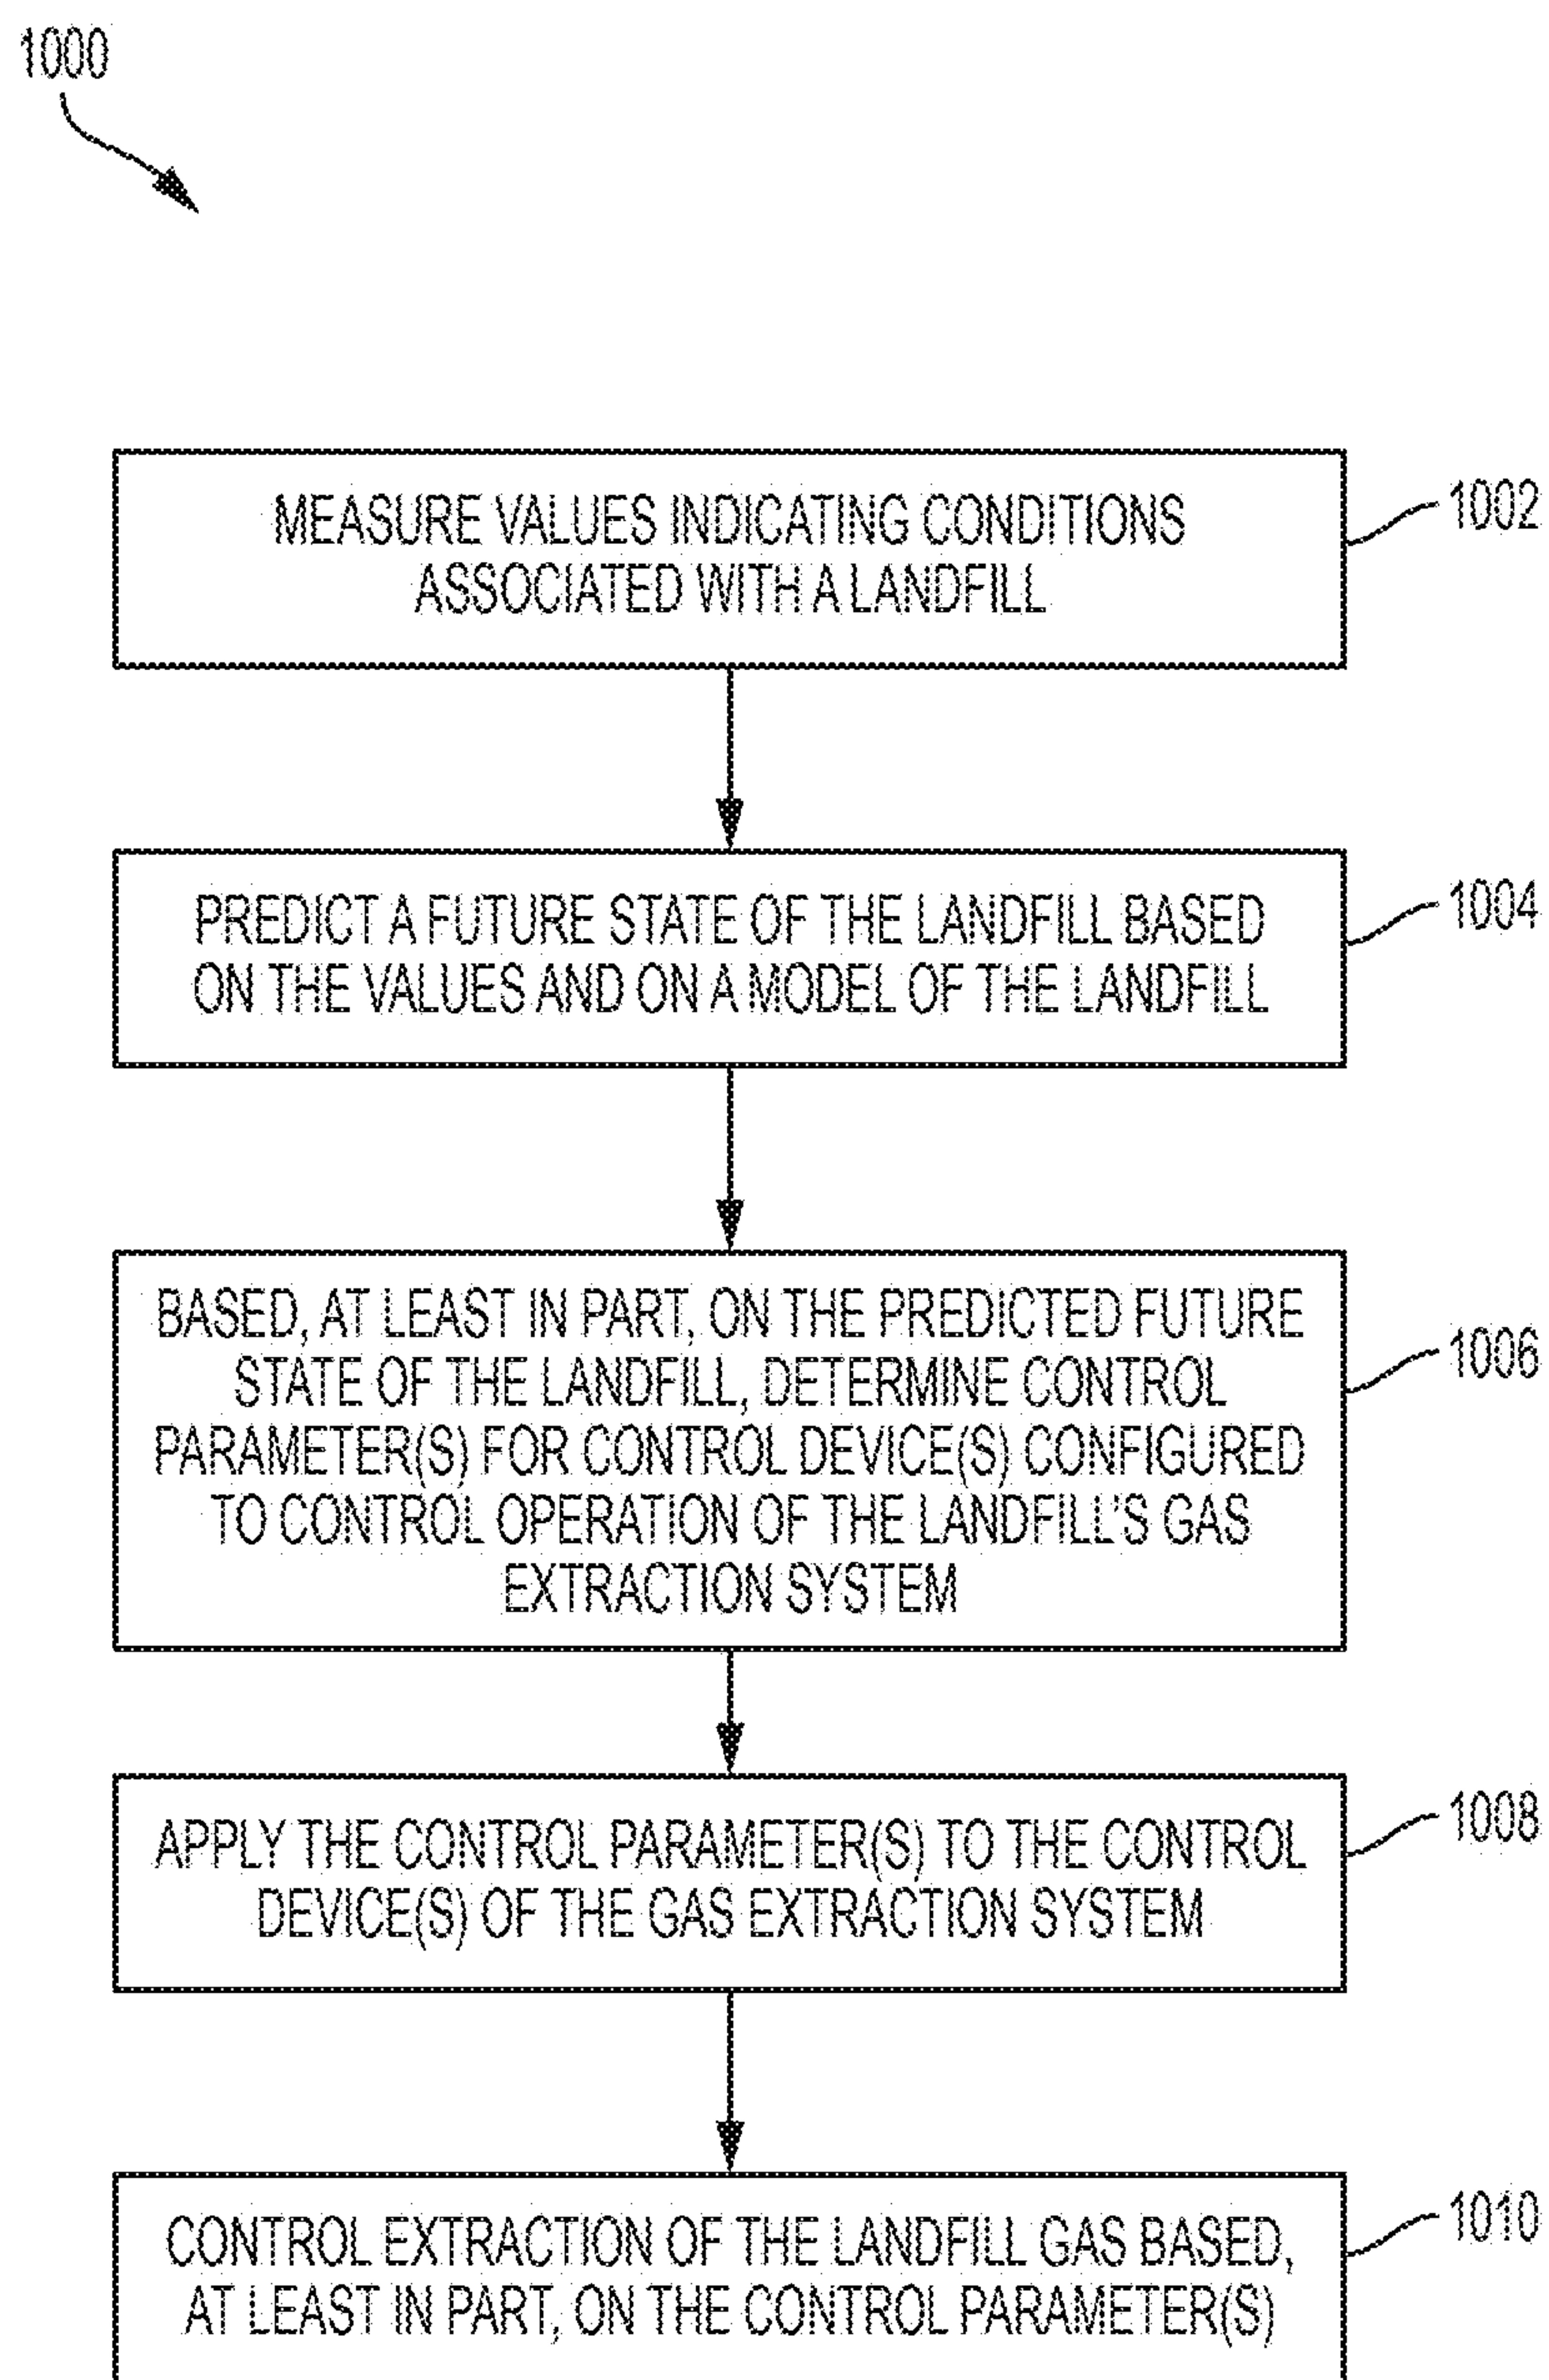 1000
MEASURE VALUES INDICATING CONDITIONS
ASSOCIATED WITH A LANDFILL
1002
PREDICT A FUTURE STATE OF THE LANDFILL BASED
ON THE VALUES AND ON A MODEL OF THE LANDFILL
1004
BASED, AT LEAST IN PART, ON THE PREDICTED FUTURE
STATE OF THE LANDFILL, DETERMINE CONTROL
PARAMETER(S) FOR CONTROL DEVICE(S) CONFIGURED
TO CONTROL OPERATION OF THE LANDFILL'S GAS
EXTRACTION SYSTEM
1006
APPLY THE CONTROL PARAMETER(S) TO THE CONTROL
DEVICE(S) OF THE GAS EXTRACTION SYSTEM
1008
CONTROL EXTRACTION OF THE LANDFILL GAS BASED,
AT LEAST IN PART, ON THE CONTROL PARAMETER(S)
1010